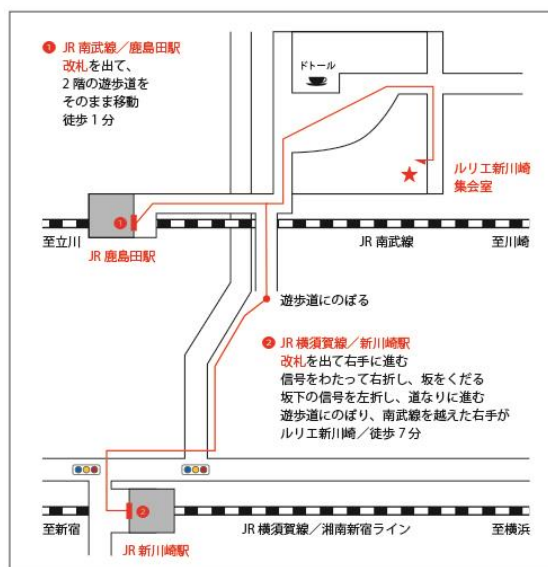 ❶ JR 南武線／鹿島田駅
改札を出て、
2 階の遊歩道を
そのまま移動
徒歩 1 分
ドトール
ルリエ新川崎
集会室
❶
至立川
JR 南武線
至川崎
JR 鹿島田駅
遊歩道にのぼる
❷ JR 横須賀線／新川崎駅
改札を出て右手に進む
信号をわたって右折し、坂をくだる
坂下の信号を左折し、道なりに進む
遊歩道にのぼり、南武線を越えた右手が
ルリエ新川崎／徒歩 7 分
❷
至新宿
JR 横須賀線／湘南新宿ライン
至横浜
JR 新川崎駅